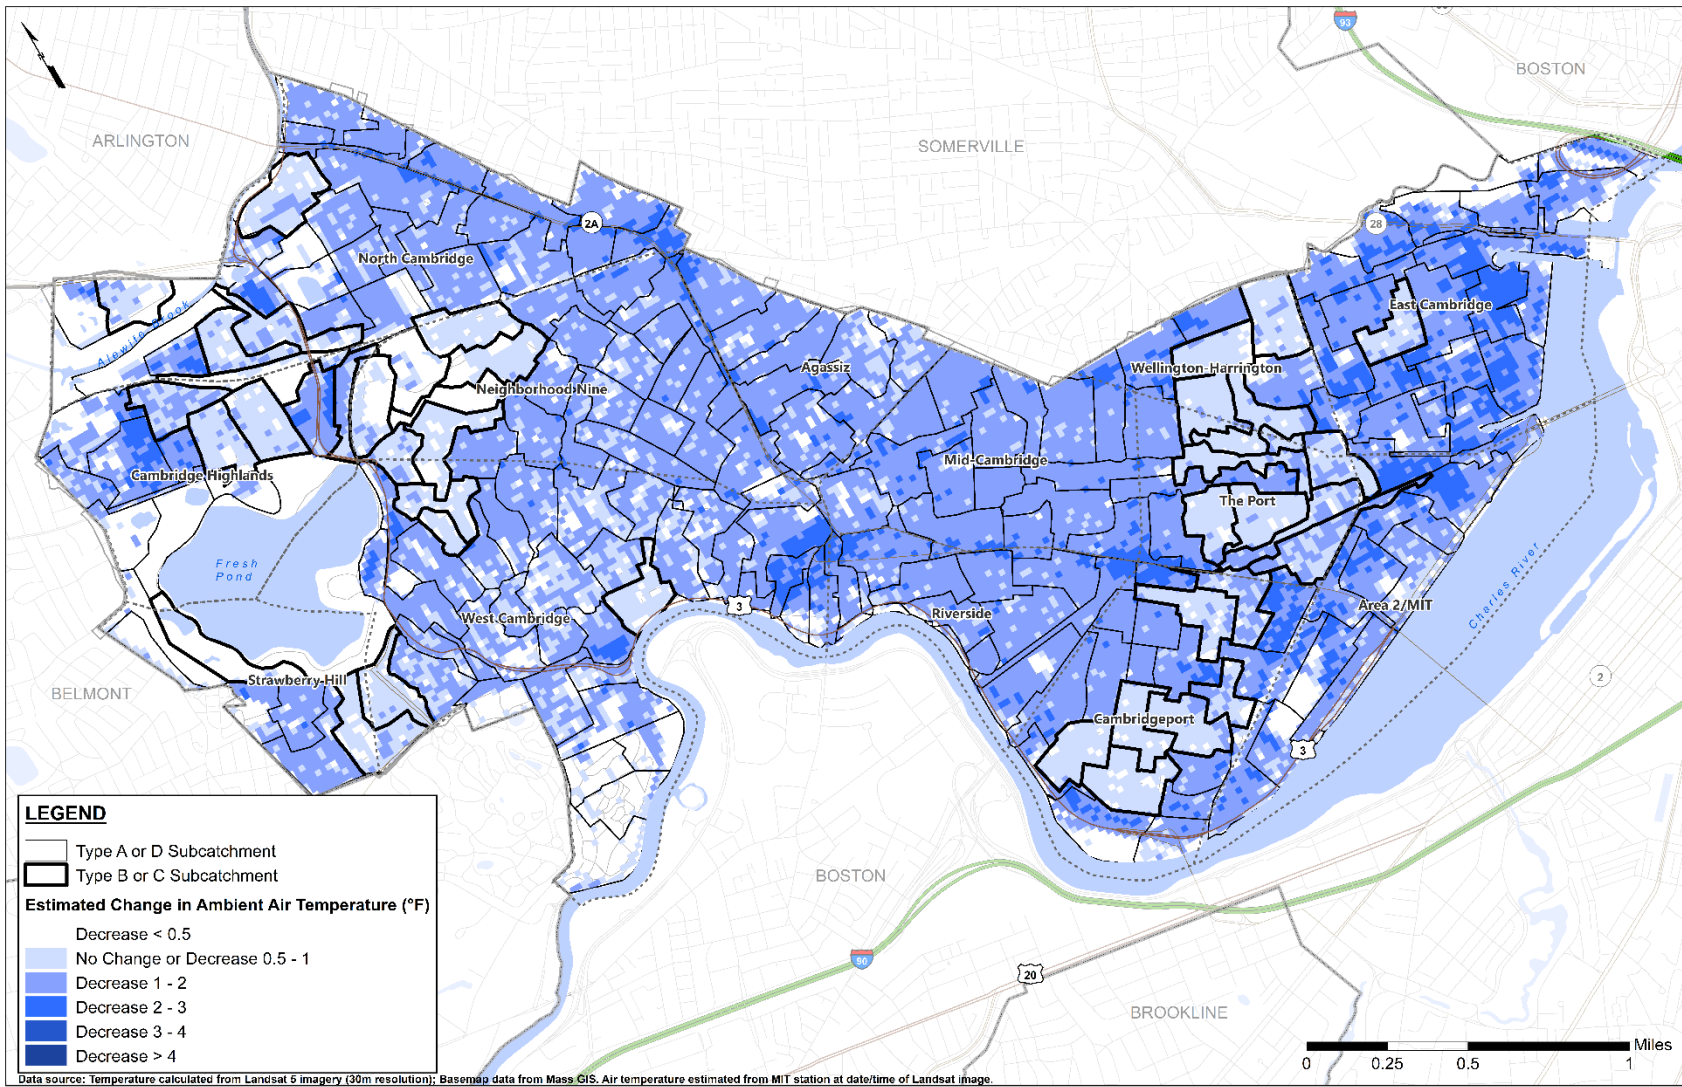 93
BOSTON
ARLINGTON
SOMERVILLE
2A
28
North Cambridge
East Cambridge
Alewife Brook
Agassiz
Wellington-Harrington
Neighborhood Nine
Mid-Cambridge
Cambridge Highlands
The Port
Fresh
Pond
Charles River
3
Area 2/MIT
Riverside
West Cambridge
2
Strawberry Hill
BELMONT
Cambridgeport
3
LEGEND
Type A or D Subcatchment
Type B or C Subcatchment
BOSTON
Estimated Change in Ambient Air Temperature (°F)
Decrease < 0.5
No Change or Decrease 0.5 - 1
Decrease 1 - 2
Decrease 2 - 3
Decrease 3 - 4
Decrease > 4
90
20
BROOKLINE
Miles
0 0.25 0.5 1
Data source: Temperature calculated from Landsat 5 imagery (30m resolution); Basemap data from Mass GIS. Air temperature estimated from MIT station at date/time of Landsat image.